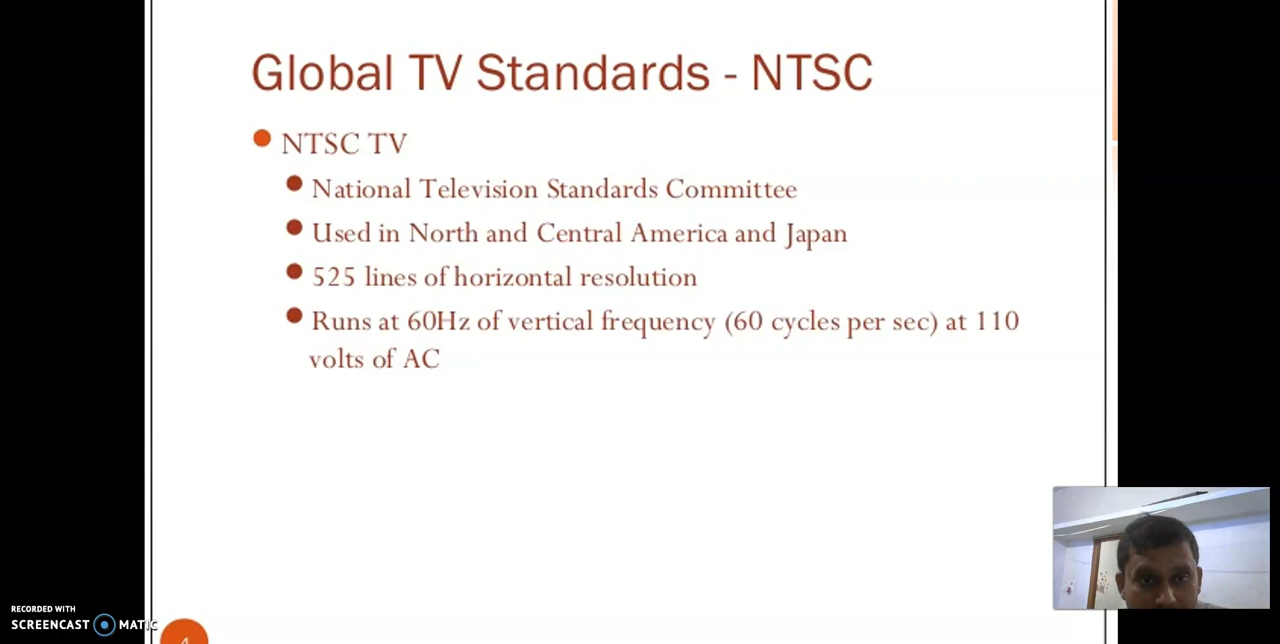 Global TV Standards - NTSC
NTSC TV
National Television Standards Committee
Used in North and Central America and Japan
525 lines of horizontal resolution
Runs at 60Hz of vertical frequency (60 cycles per sec) at 110
volts of AC
RECORDED WITH
SCREENCAST MATIC
4